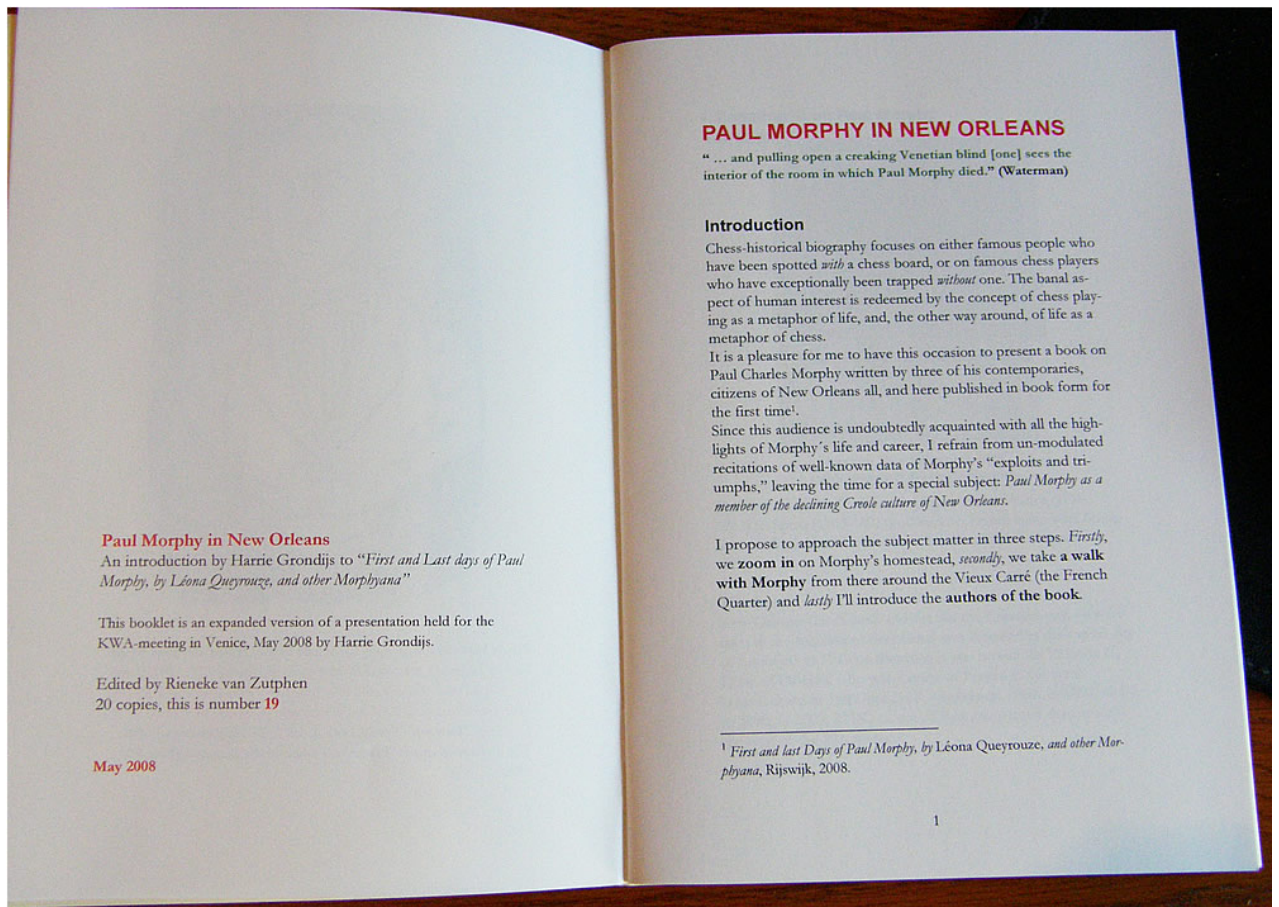 Paul Morphy in New Orleans
An introduction by Harrie Grondijs to “First and Last days of Paul
Morphy, by Léona Queyrouze, and other Morphyana”
This booklet is an expanded version of a presentation held for the
KWA-meeting in Venice, May 2008 by Harrie Grondijs.
Edited by Rieneke van Zutphen
20 copies, this is number 19
May 2008
PAUL MORPHY IN NEW ORLEANS
“ … and pulling open a creaking Venetian blind [one] sees the
interior of the room in which Paul Morphy died.” (Waterman)
Introduction
Chess-historical biography focuses on either famous people who
have been spotted with a chess board, or on famous chess players
who have exceptionally been trapped without one. The banal as-
pect of human interest is redeemed by the concept of chess play-
ing as a metaphor of life, and, the other way around, of life as a
metaphor of chess.
It is a pleasure for me to have this occasion to present a book on
Paul Charles Morphy written by three of his contemporaries,
citizens of New Orleans all, and here published in book form for
the first time¹.
Since this audience is undoubtedly acquainted with all the high-
lights of Morphy´s life and career, I refrain from un-modulated
recitations of well-known data of Morphy’s “exploits and tri-
umphs,” leaving the time for a special subject: Paul Morphy as a
member of the declining Creole culture of New Orleans.
I propose to approach the subject matter in three steps. Firstly,
we zoom in on Morphy’s homestead, secondly, we take a walk
with Morphy from there around the Vieux Carré (the French
Quarter) and lastly I’ll introduce the authors of the book.
¹ First and last Days of Paul Morphy, by Léona Queyrouze, and other Mor-
phyana, Rijswijk, 2008.
1